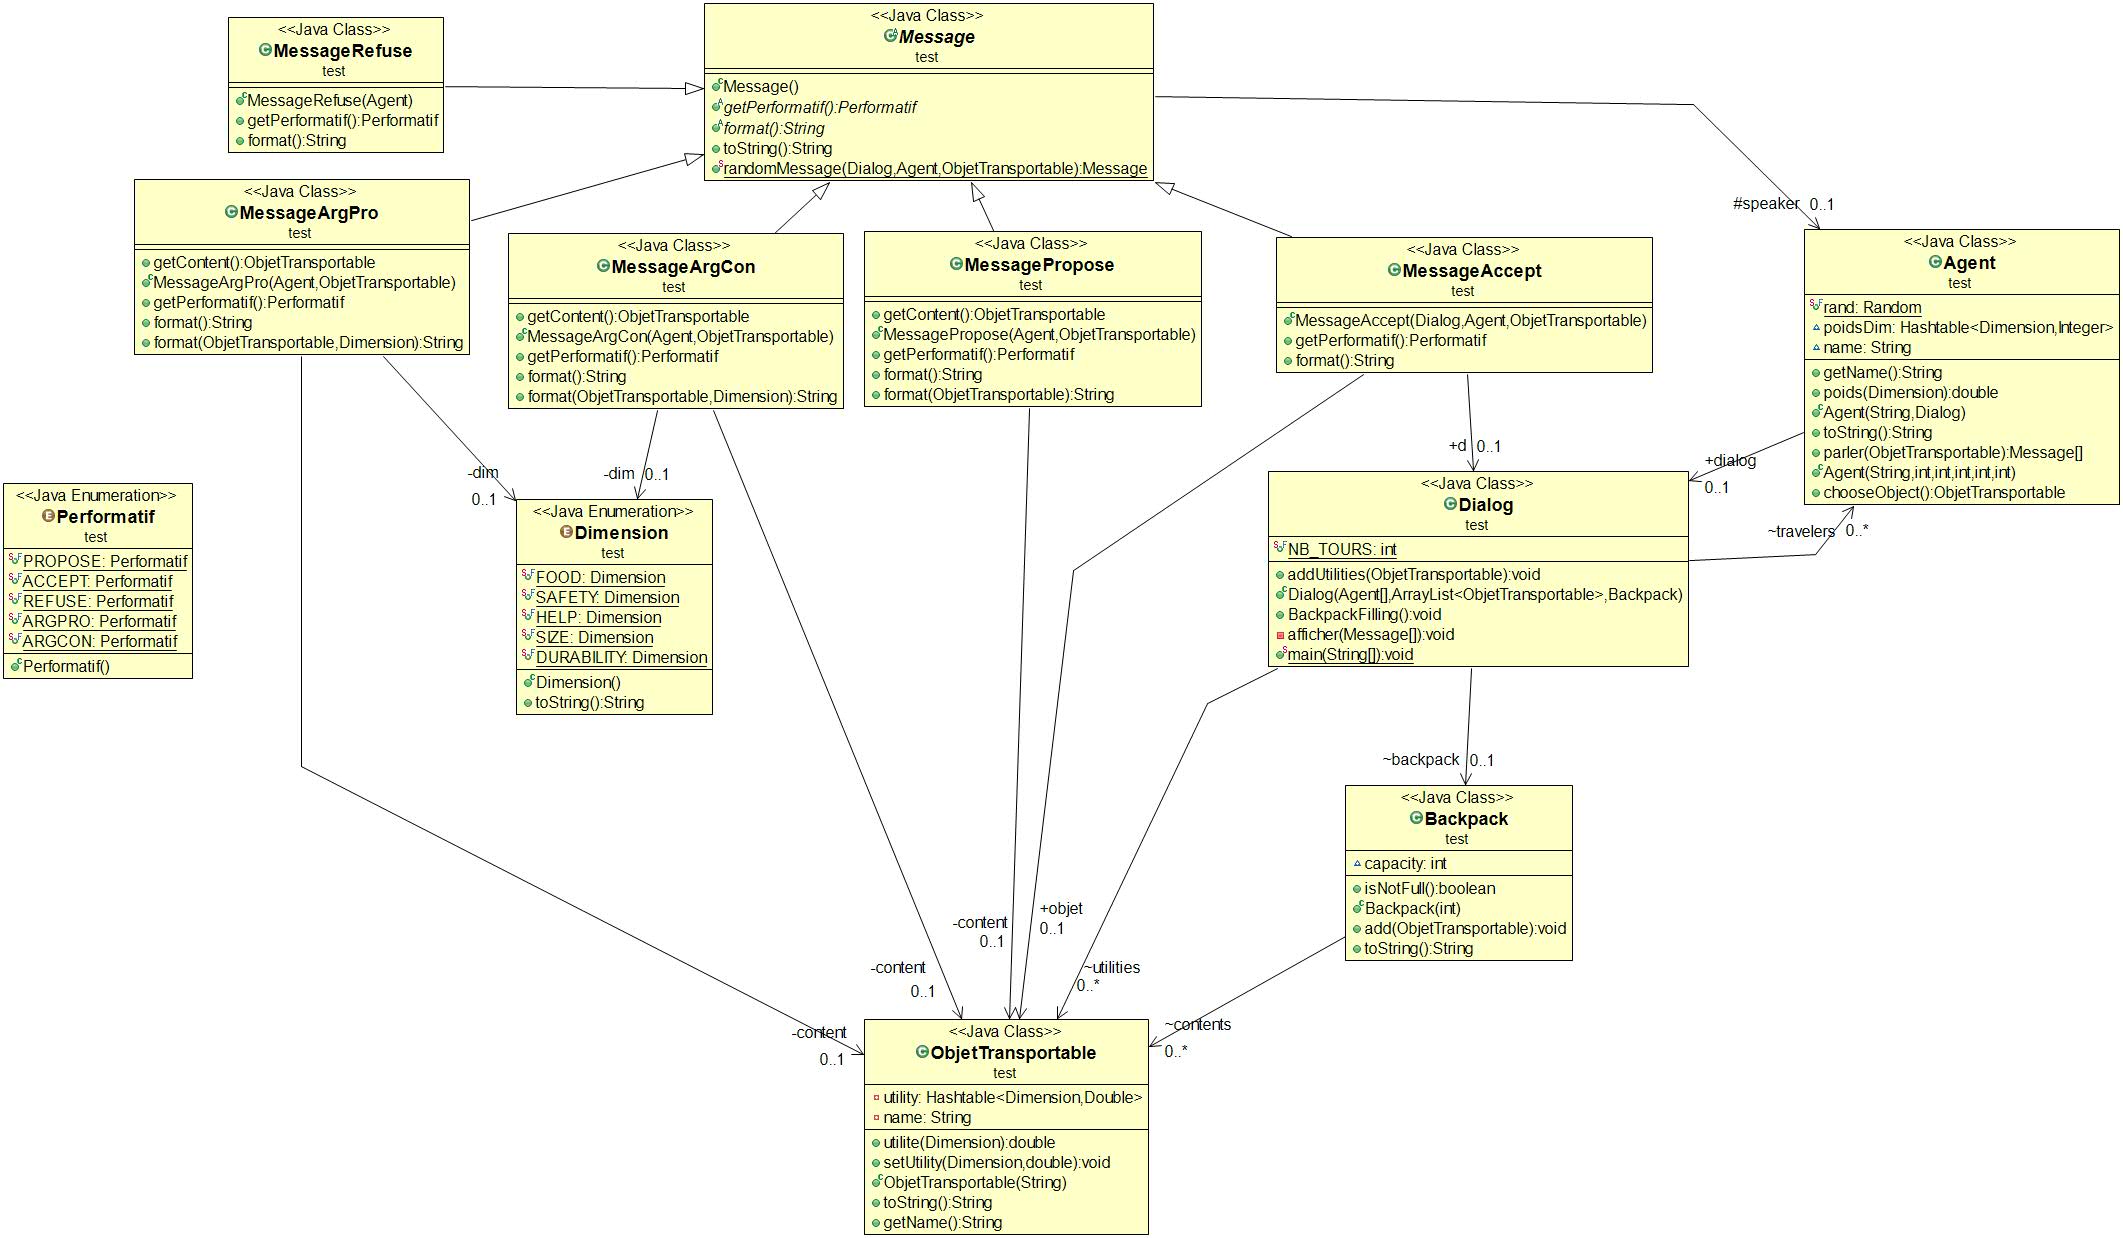 <<Java Class>>
MessageRefuse
test
MessageRefuse(Agent)
getPerformatif():Performatif
format():String
<<Java Class>>
Message
test
Message()
getPerformatif():Performatif
format():String
toString():String
randomMessage(Dialog,Agent,ObjetTransportable):Message
#speaker 0..1
<<Java Class>>
MessageArgPro
test
getContent():ObjetTransportable
MessageArgPro(Agent,ObjetTransportable)
getPerformatif():Performatif
format():String
format(ObjetTransportable,Dimension):String
<<Java Class>>
MessageArgCon
test
getContent():ObjetTransportable
MessageArgCon(Agent,ObjetTransportable)
getPerformatif():Performatif
format():String
format(ObjetTransportable,Dimension):String
<<Java Class>>
MessagePropose
test
getContent():ObjetTransportable
MessagePropose(Agent,ObjetTransportable)
getPerformatif():Performatif
format():String
format(ObjetTransportable):String
<<Java Class>>
MessageAccept
test
MessageAccept(Dialog,Agent,ObjetTransportable)
getPerformatif():Performatif
format():String
<<Java Class>>
Agent
test
rand: Random
poidsDim: Hashtable<Dimension,Integer>
name: String
getName():String
poids(Dimension):double
Agent(String,Dialog)
toString():String
parler(ObjetTransportable):Message[]
Agent(String,int,int,int,int,int)
chooseObject():ObjetTransportable
-dim
0..1
-dim 0..1
+d 0..1
+dialog
0..1
~travelers 0..*
<<Java Enumeration>>
Performatif
test
PROPOSE: Performatif
ACCEPT: Performatif
REFUSE: Performatif
ARGPRO: Performatif
ARGCON: Performatif
Performatif()
<<Java Enumeration>>
Dimension
test
FOOD: Dimension
SAFETY: Dimension
HELP: Dimension
SIZE: Dimension
DURABILITY: Dimension
Dimension()
toString():String
<<Java Class>>
Dialog
test
NB_TOURS: int
addUtilities(ObjetTransportable):void
Dialog(Agent[],ArrayList<ObjetTransportable>,Backpack)
BackpackFilling():void
afficher(Message[]):void
main(String[]):void
~backpack 0..1
<<Java Class>>
Backpack
test
capacity: int
isNotFull():boolean
Backpack(int)
add(ObjetTransportable):void
toString():String
-content
0..1
+objet
0..1
-content
0..1
~utilities
0..*
-content
0..1
~contents
0..*
<<Java Class>>
ObjetTransportable
test
utility: Hashtable<Dimension,Double>
name: String
utilite(Dimension):double
setUtility(Dimension,double):void
ObjetTransportable(String)
toString():String
getName():String